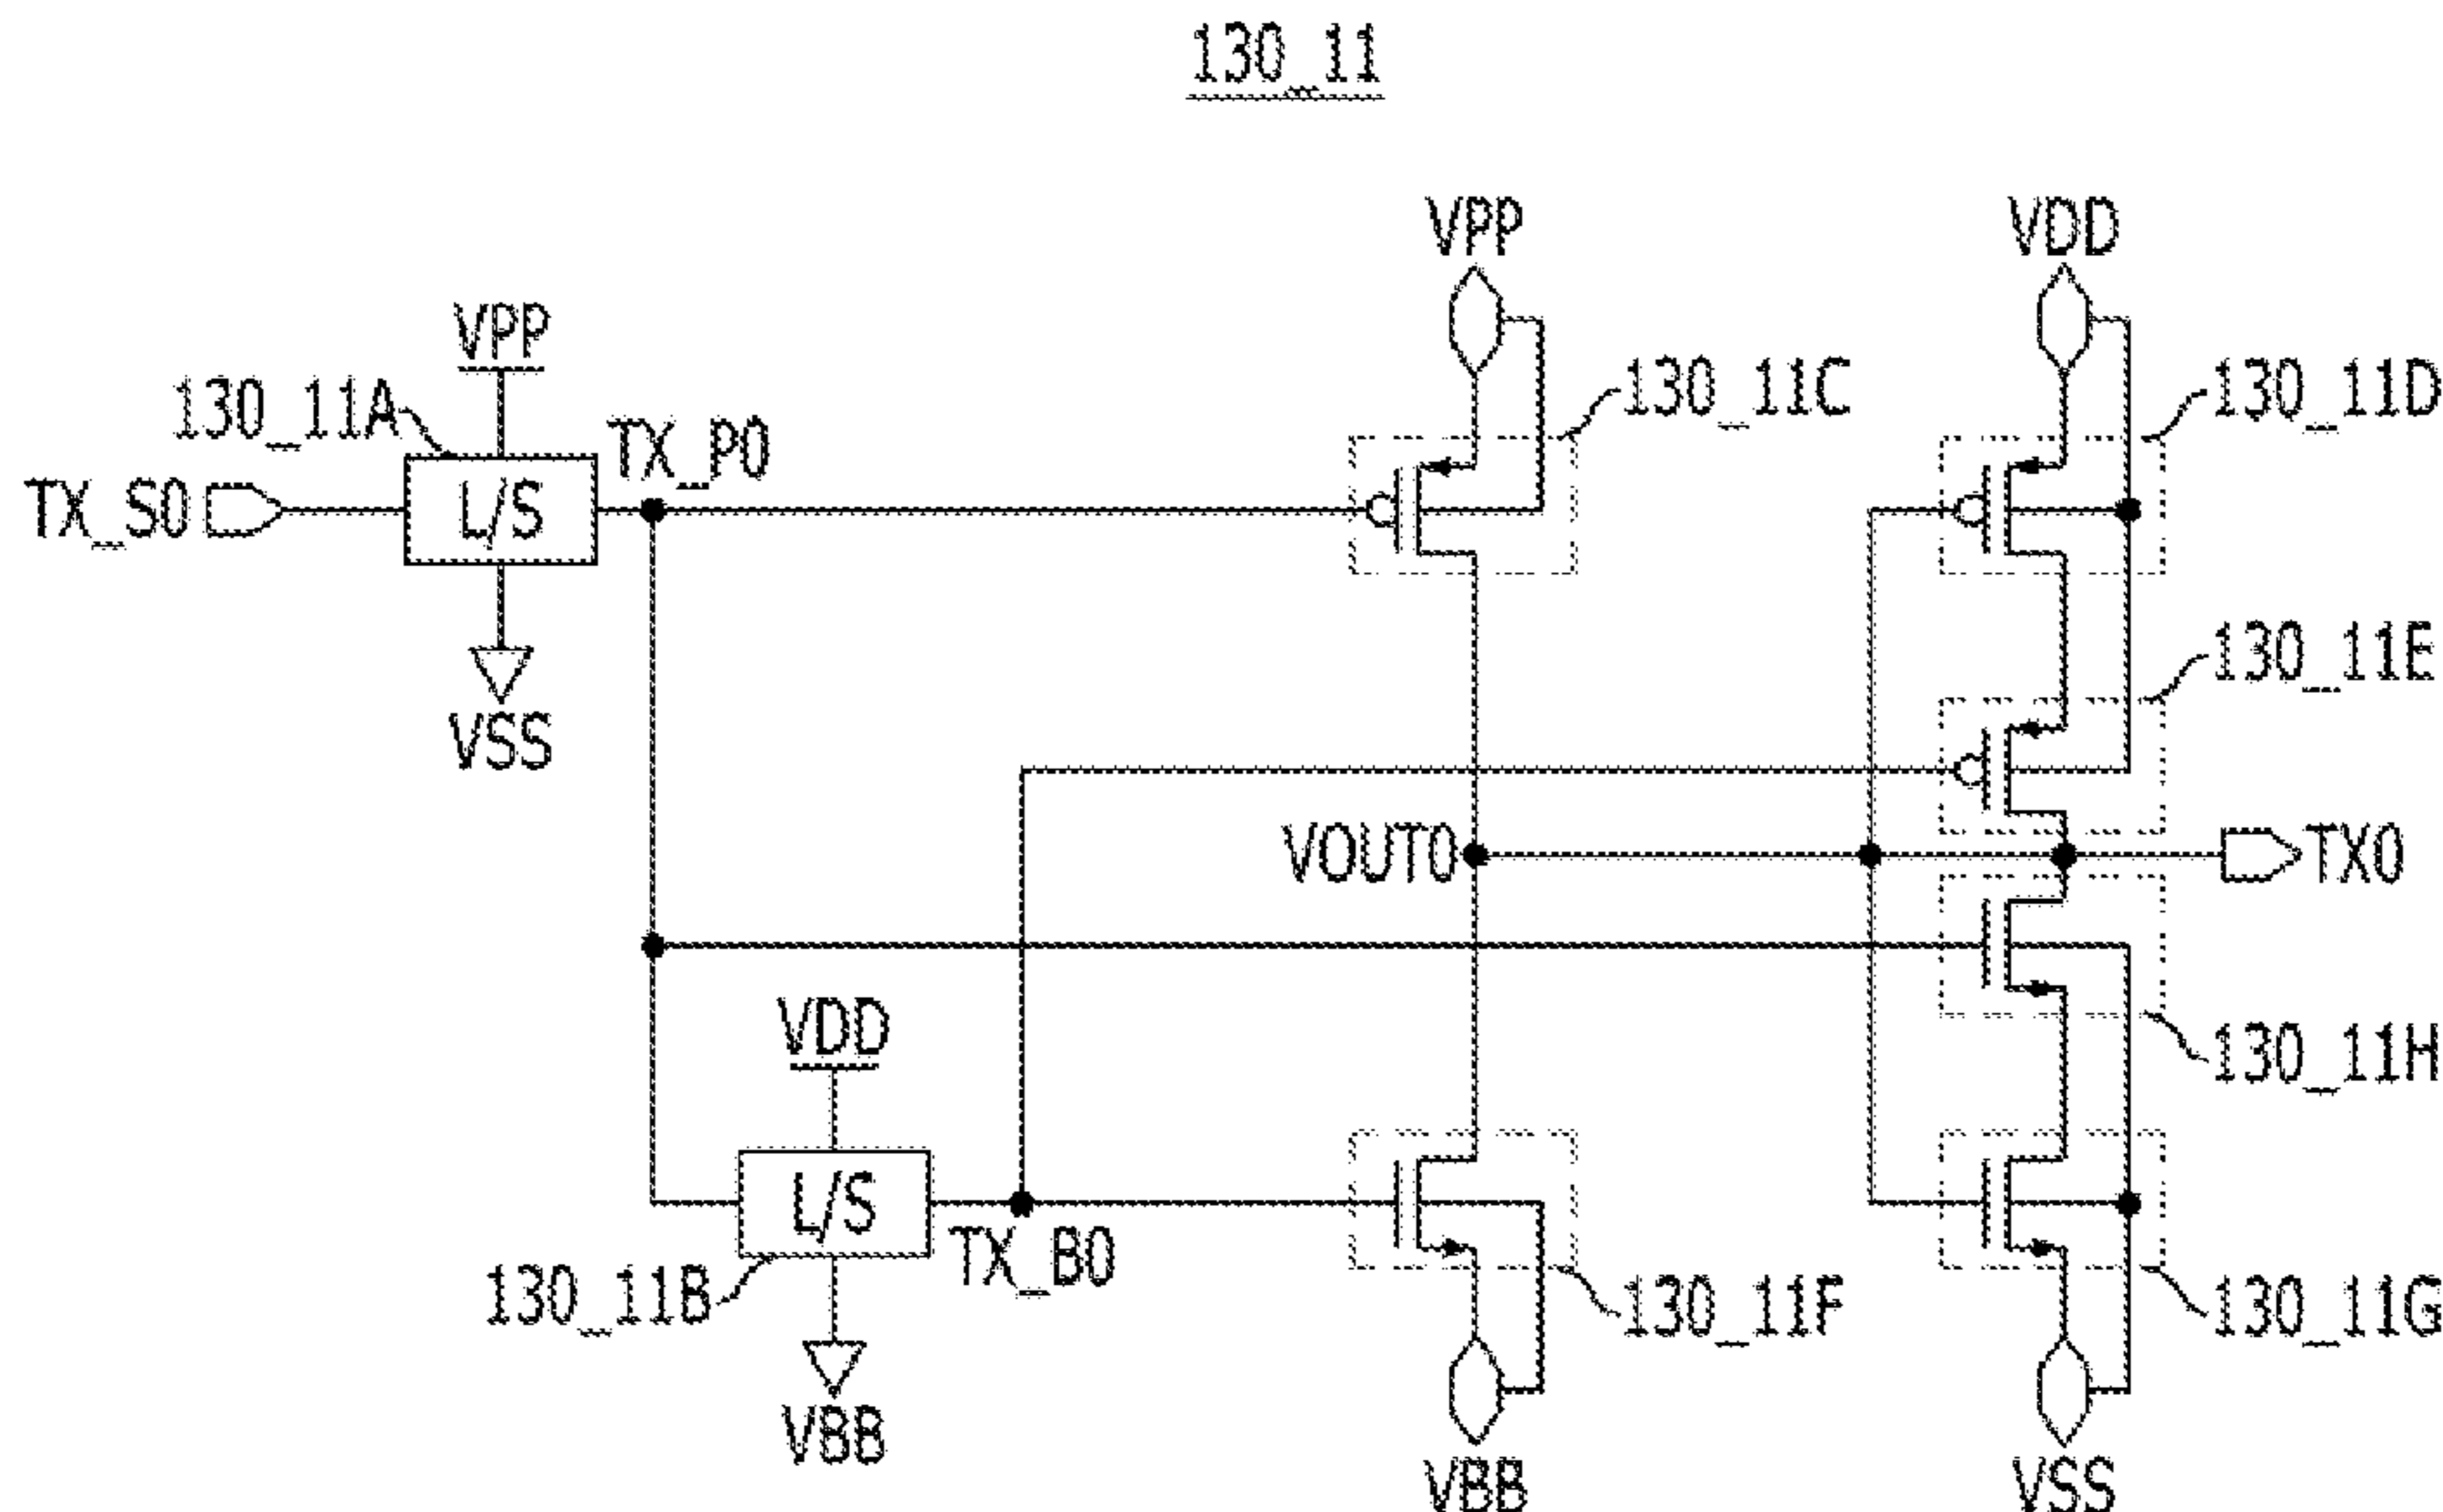 130_11
VPP
VDD
VPP
130_11A
130_11C
130_11D
TX_P0
TX_S0
L/S
130_11E
VSS
VOUT0
TX0
VDD
130_11H
L/S
TX_B0
130_11B
130_11F
130_11G
VBB
VBB
VSS